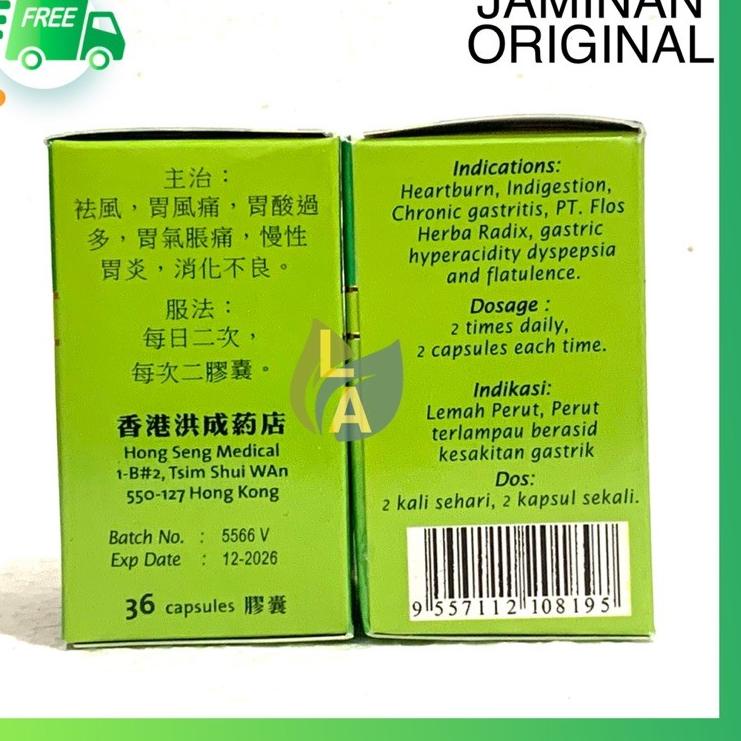 FREE
JAMINAN
ORIGINAL
主治：
袪風，胃風痛，胃酸過
多，胃氣脹痛，慢性
胃炎，消化不良。
服法：
每日二次，
每次二膠囊。
香港洪成药店
Hong Seng Medical
1-B#2, Tsim Shui WAn
550-127 Hong Kong
Batch No. : 5566 V
Exp Date : 12-2026
36 capsules 膠囊
Indications:
Heartburn, Indigestion,
Chronic gastritis, PT. Flos
Herba Radix, gastric
hyperacidity dyspepsia
and flatulence.
Dosage :
2 times daily,
2 capsules each time.
Indikasi:
Lemah Perut, Perut
terlampau berasid
kesakitan gastrik
Dos:
2 kali sehari, 2 kapsul sekali.
9 557112 108195
L
A